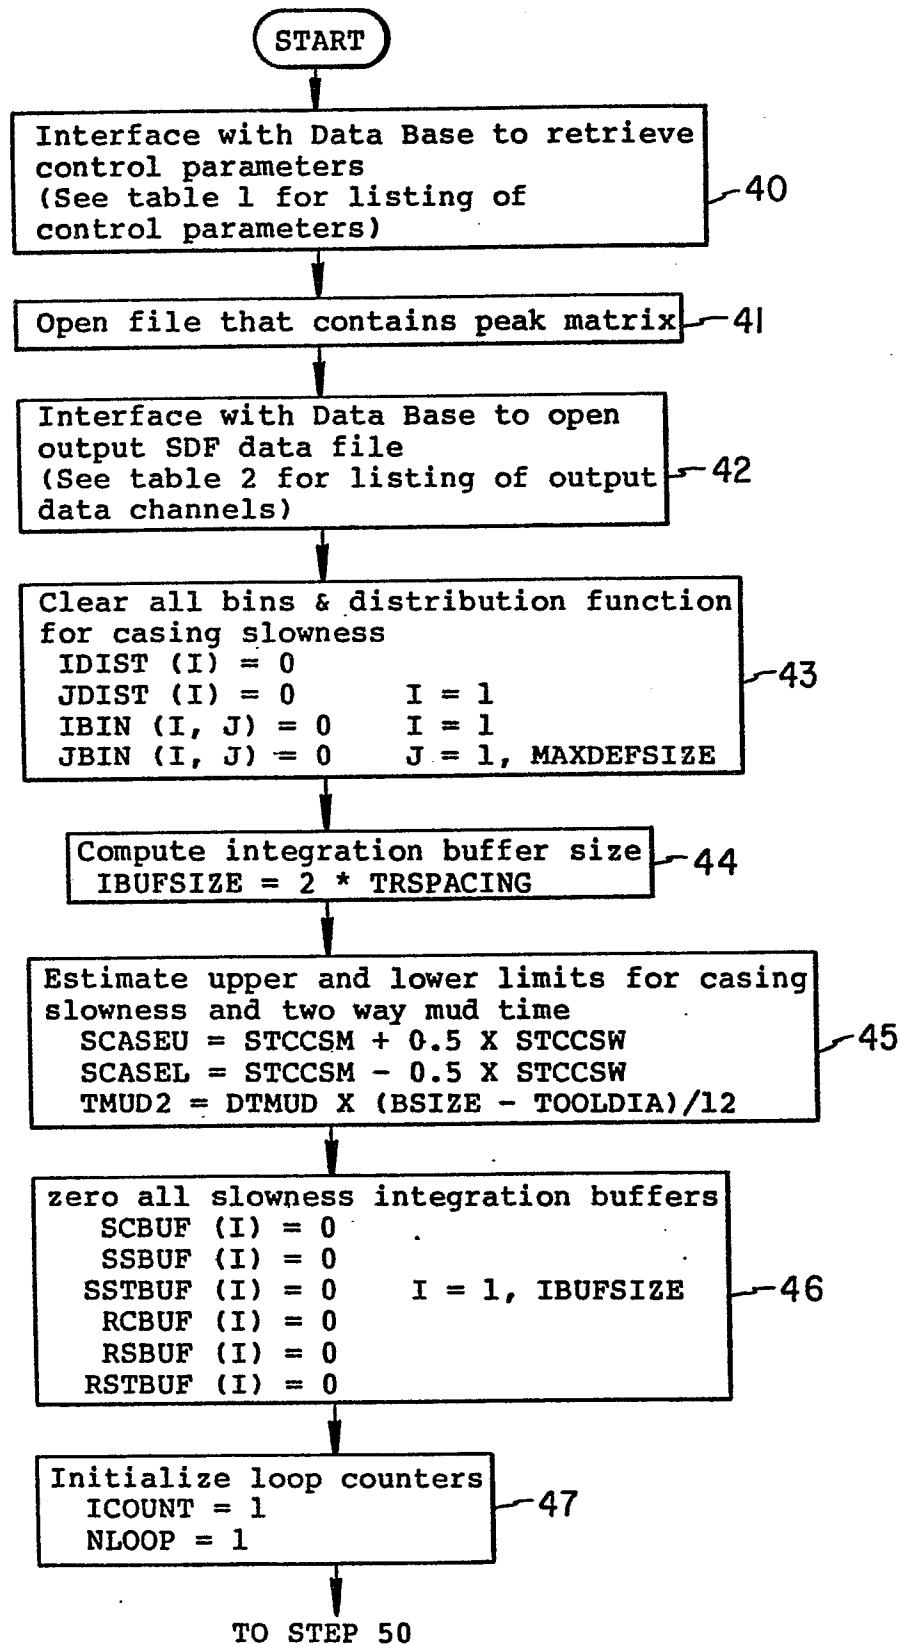 START
Interface with Data Base to retrieve
control parameters
(See table 1 for listing of
control parameters)
40
Open file that contains peak matrix
41
Interface with Data Base to open
output SDF data file
(See table 2 for listing of output
data channels)
42
Clear all bins & distribution function
for casing slowness
IDIST (I) = 0
JDIST (I) = 0 I = 1
IBIN (I, J) = 0 I = 1
JBIN (I, J) = 0 J = 1, MAXDEFSIZE
43
Compute integration buffer size
IBUFSIZE = 2 * TRSPACING
44
Estimate upper and lower limits for casing
slowness and two way mud time
SCASEU = STCCSM + 0.5 X STCCSW
SCASEL = STCCSM - 0.5 X STCCSW
TMUD2 = DTMUD X (BSIZE - TOOLDIA)/12
45
zero all slowness integration buffers
SCBUF (I) = 0
SSBUF (I) = 0
SSTBUF (I) = 0 I = 1, IBUFSIZE
RCBUF (I) = 0
RSBUF (I) = 0
RSTBUF (I) = 0
46
Initialize loop counters
ICOUNT = 1
NLOOP = 1
47
TO STEP 50